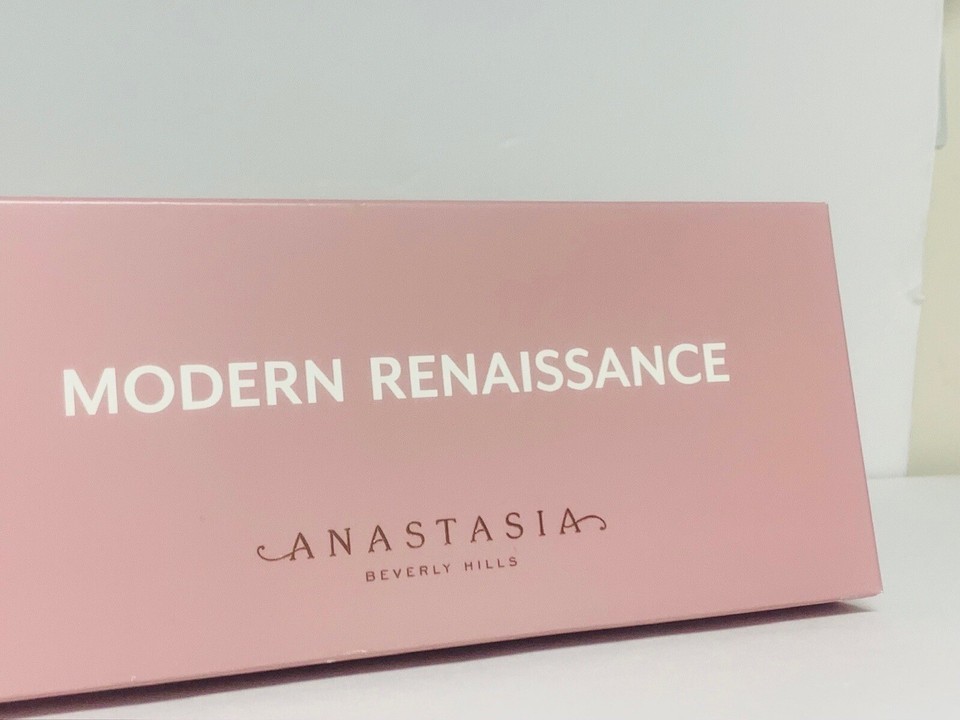 MODERN RENAISSANCE
ANASTASIA
BEVERLY HILLS